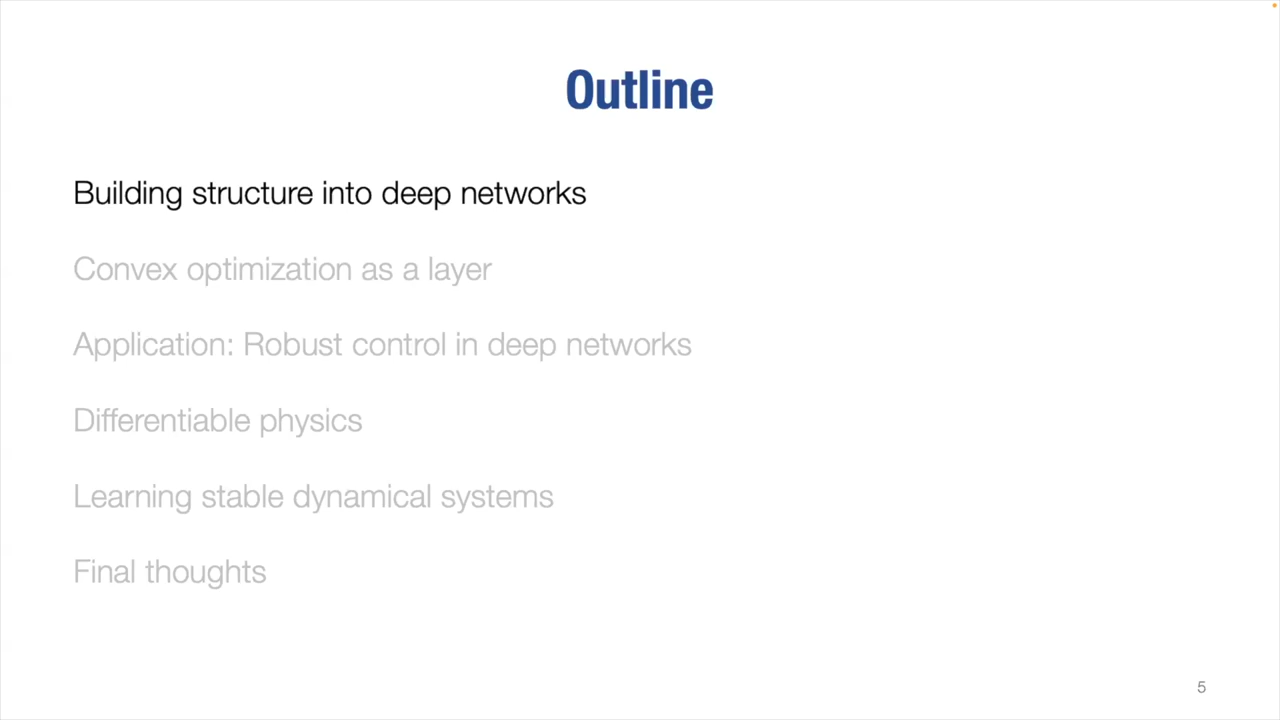 Outline
Building structure into deep networks
Convex optimization as a layer
Application: Robust control in deep networks
Differentiable physics
Learning stable dynamical systems
Final thoughts
5